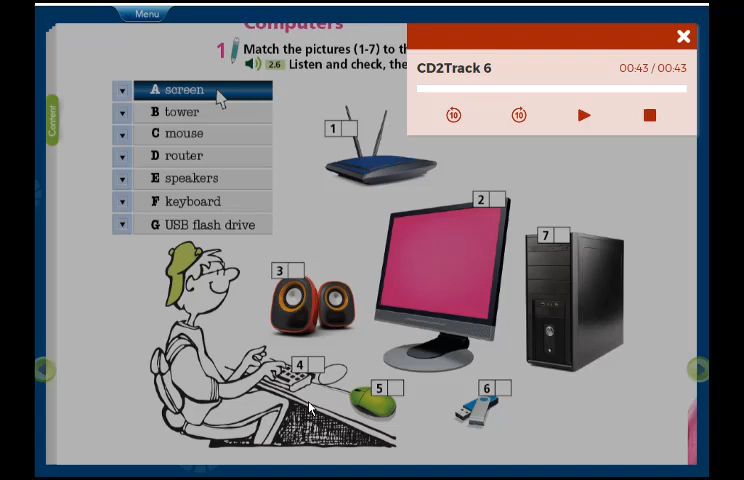 Menu
Computers
1 Match the pictures (1-7) to th
2.6 Listen and check, the
CD2Track 6
00:43 / 00:43
10
10
Content
A screen
B tower
C mouse
D router
E speakers
F keyboard
G USB flash drive
1
2
7
3
4
5
6